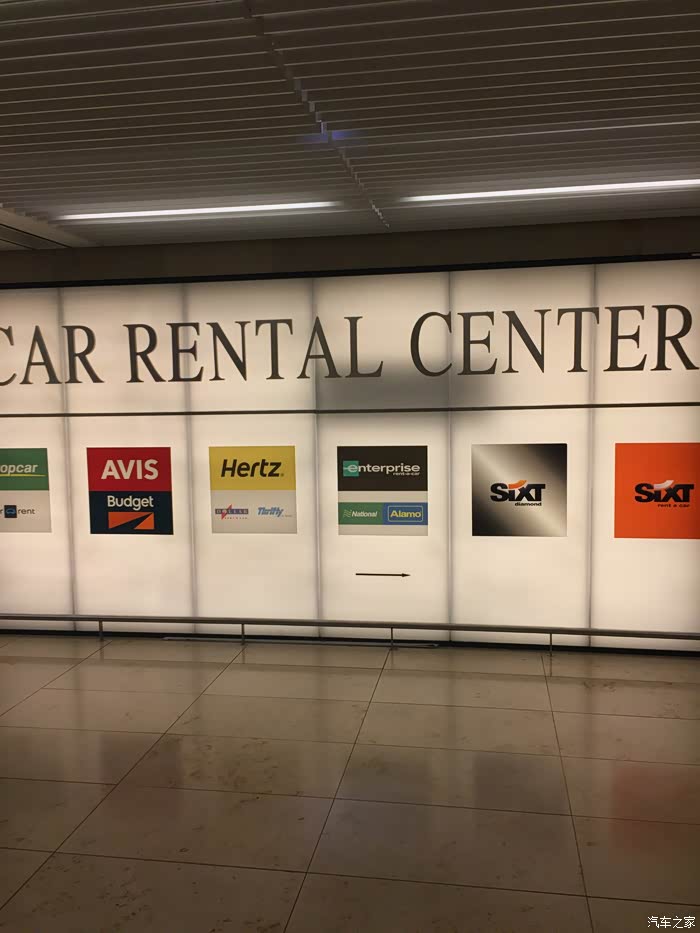 CAR RENTAL CENTER
opcar
rent
AVIS
Budget
Hertz
DOLLAR
Thrifty
enterprise
rent-a-car
National
Alamo
SIXT
diamond
SIXT
rent a car
汽车之家